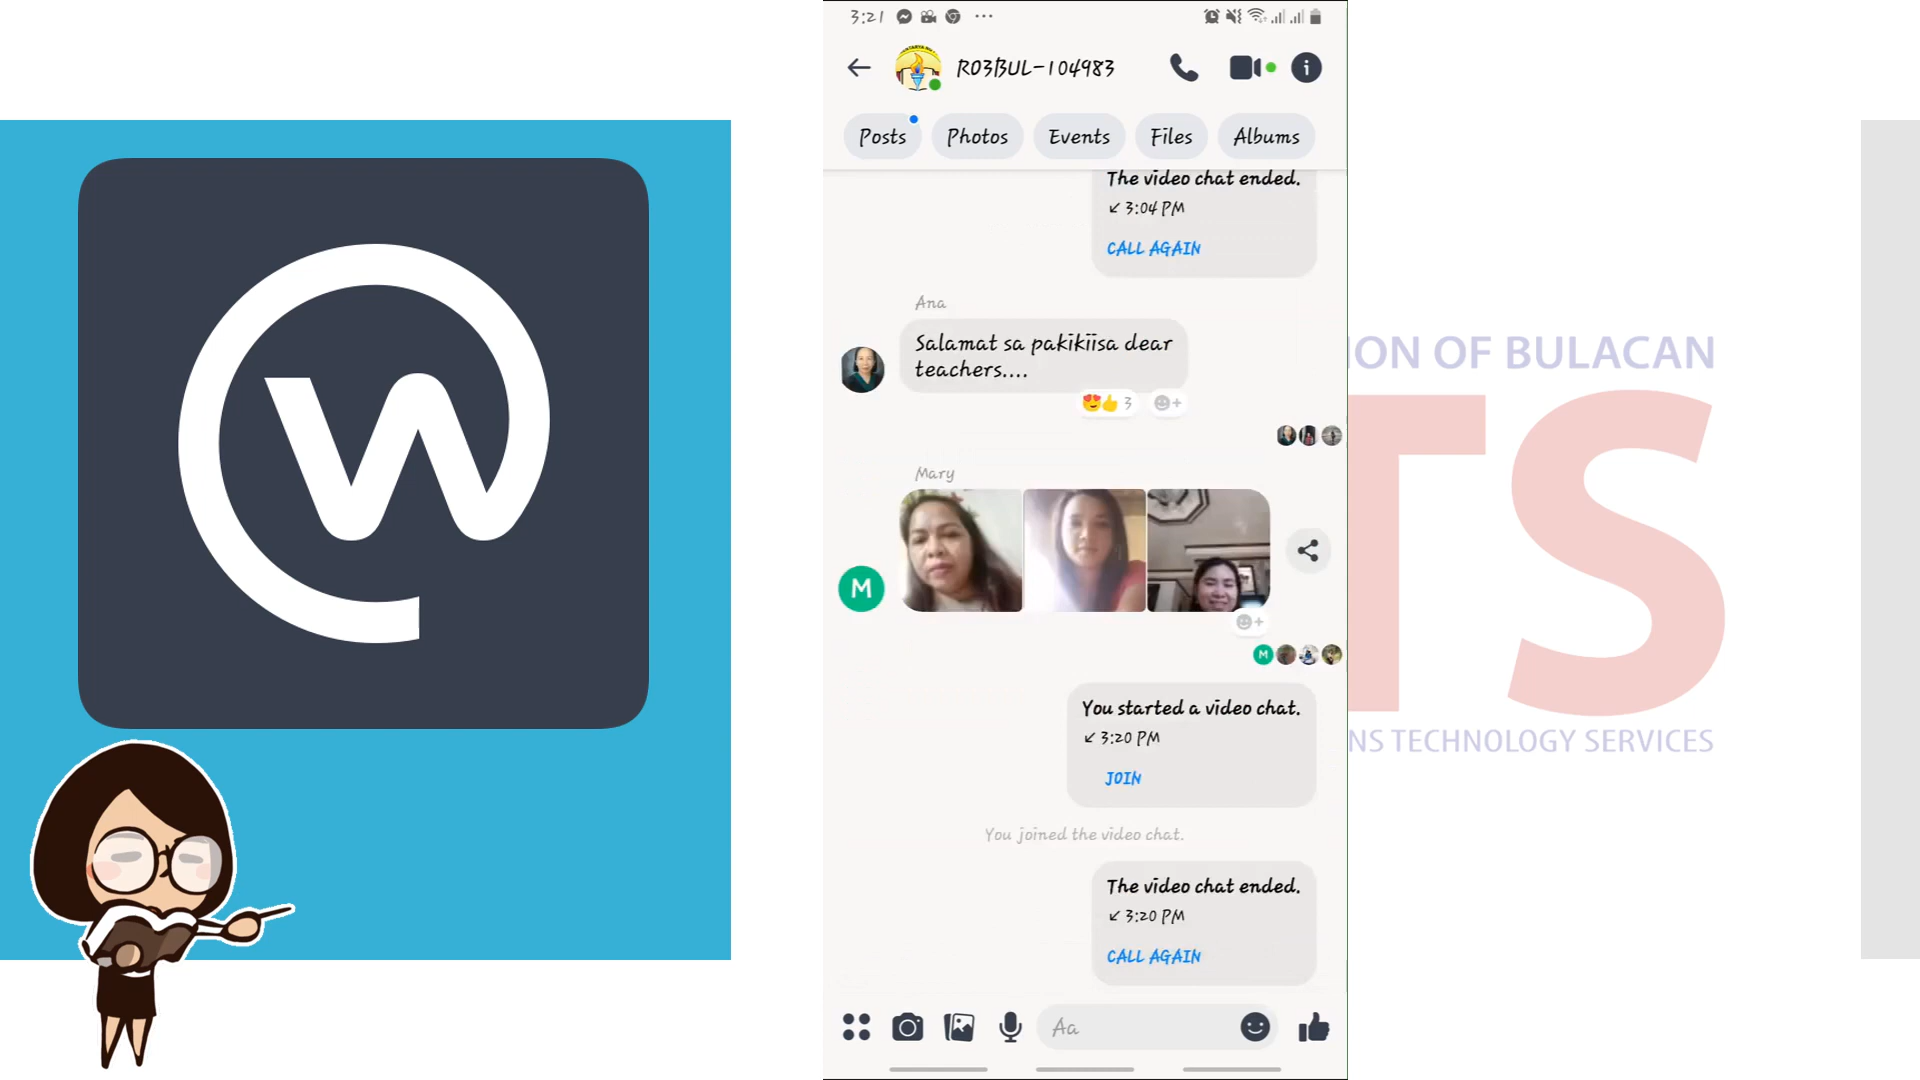 3:21
R03BUL-104983
Posts
Photos
Events
Files
Albums
The video chat ended.
3:04 PM
CALL AGAIN
Ana
Salamat sa pakikiisa dear
teachers....
3
Mary
M
M
You started a video chat.
3:20 PM
JOIN
You joined the video chat.
The video chat ended.
3:20 PM
CALL AGAIN
Aa
ION OF BULACAN
TS
NS TECHNOLOGY SERVICES